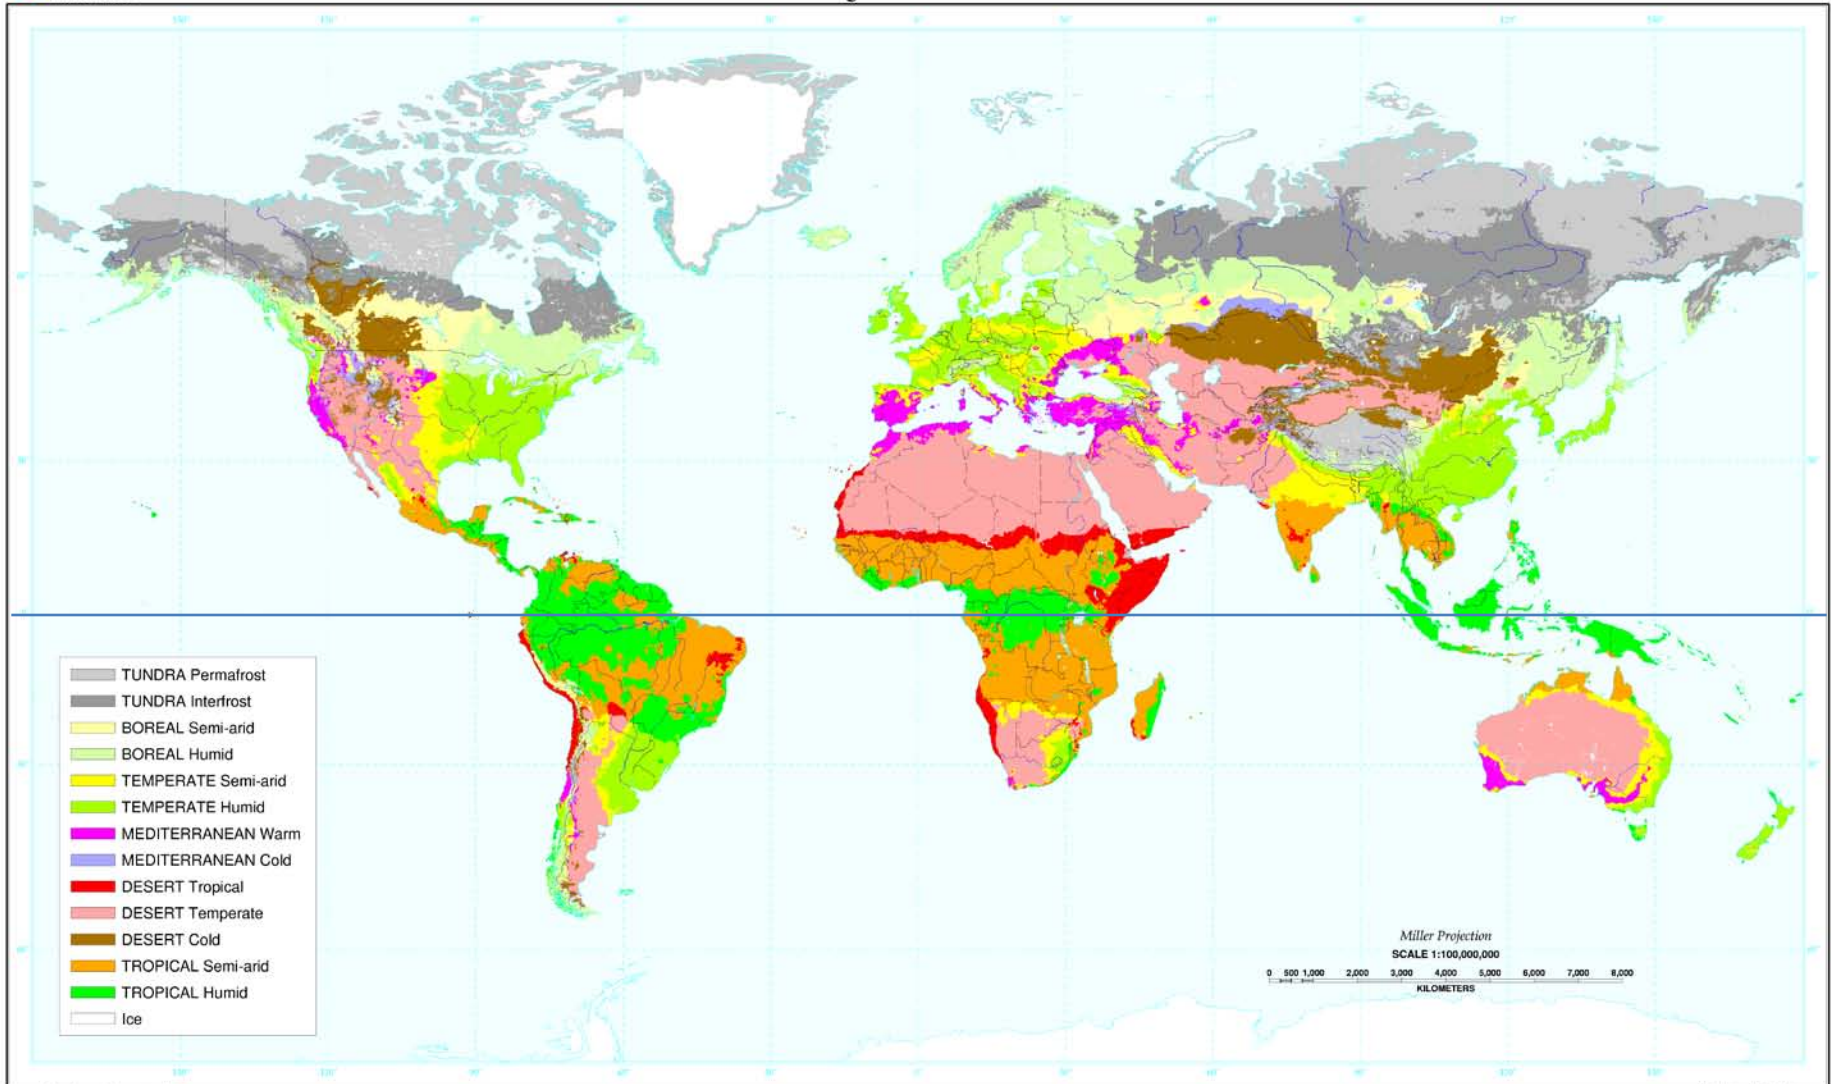 TUNDRA Permafrost
TUNDRA Interfrost
BOREAL Semi-arid
BOREAL Humid
TEMPERATE Semi-arid
TEMPERATE Humid
MEDITERRANEAN Warm
MEDITERRANEAN Cold
DESERT Tropical
DESERT Temperate
DESERT Cold
TROPICAL Semi-arid
TROPICAL Humid
Ice
Miller Projection
SCALE 1:100,000,000
0 500 1,000 2,000 3,000 4,000 5,000 6,000 7,000 8,000
KILOMETERS